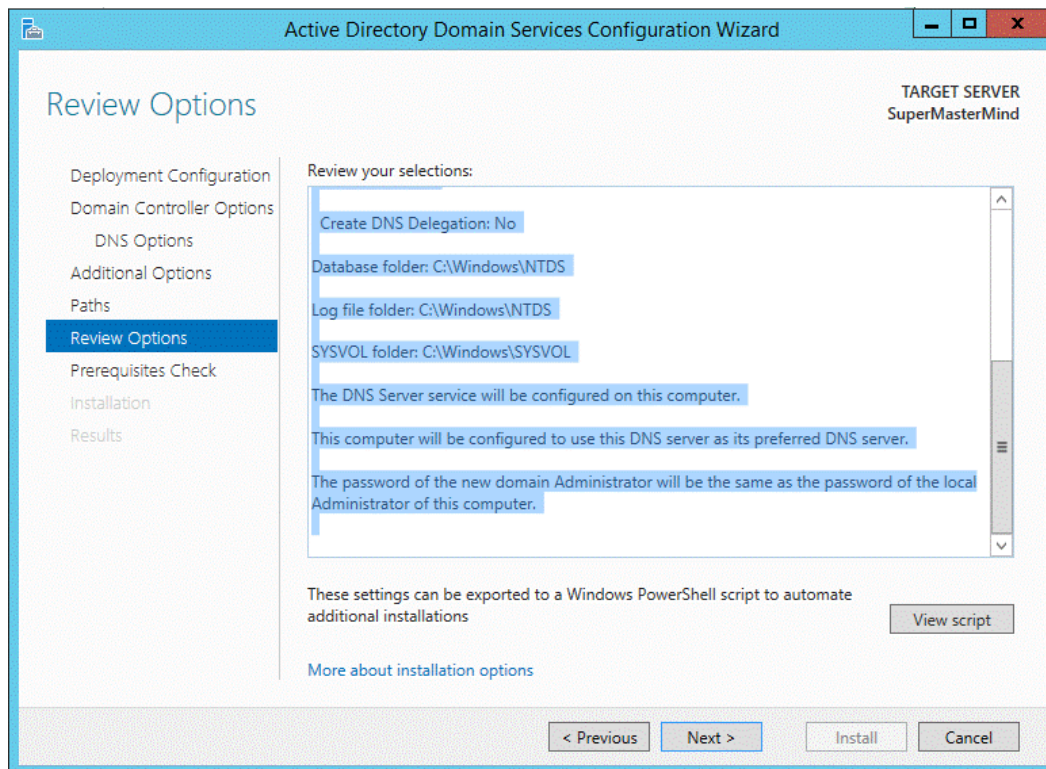 Active Directory Domain Services Configuration Wizard
Review Options
TARGET SERVER
SuperMasterMind
Deployment Configuration
Domain Controller Options
DNS Options
Additional Options
Paths
Review Options
Prerequisites Check
Installation
Results
Review your selections:
Create DNS Delegation: No
Database folder: C:\Windows\NTDS
Log file folder: C:\Windows\NTDS
SYSVOL folder: C:\Windows\SYSVOL
The DNS Server service will be configured on this computer.
This computer will be configured to use this DNS server as its preferred DNS server.
The password of the new domain Administrator will be the same as the password of the local
Administrator of this computer.
These settings can be exported to a Windows PowerShell script to automate
additional installations
View script
More about installation options
< Previous
Next >
Install
Cancel